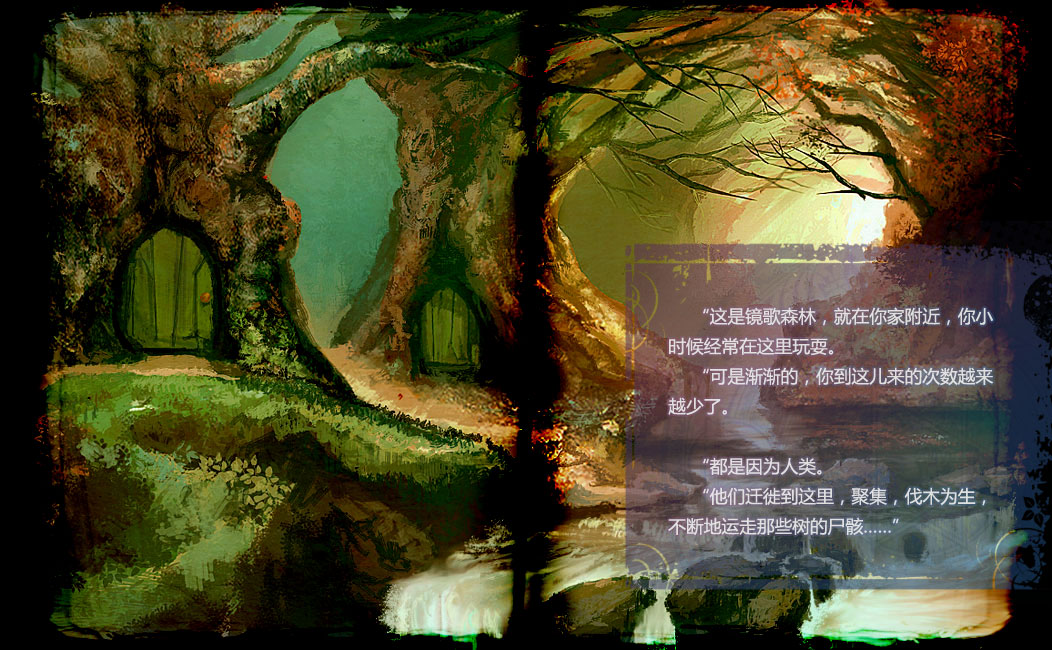 “这是镜歌森林，就在你家附近，你小
时候经常在这里玩耍。
“可是渐渐的，你到这儿来的次数越来
越少了。
“都是因为人类。
“他们迁徙到这里，聚集，伐木为生，
不断地运走那些树的尸骸……”